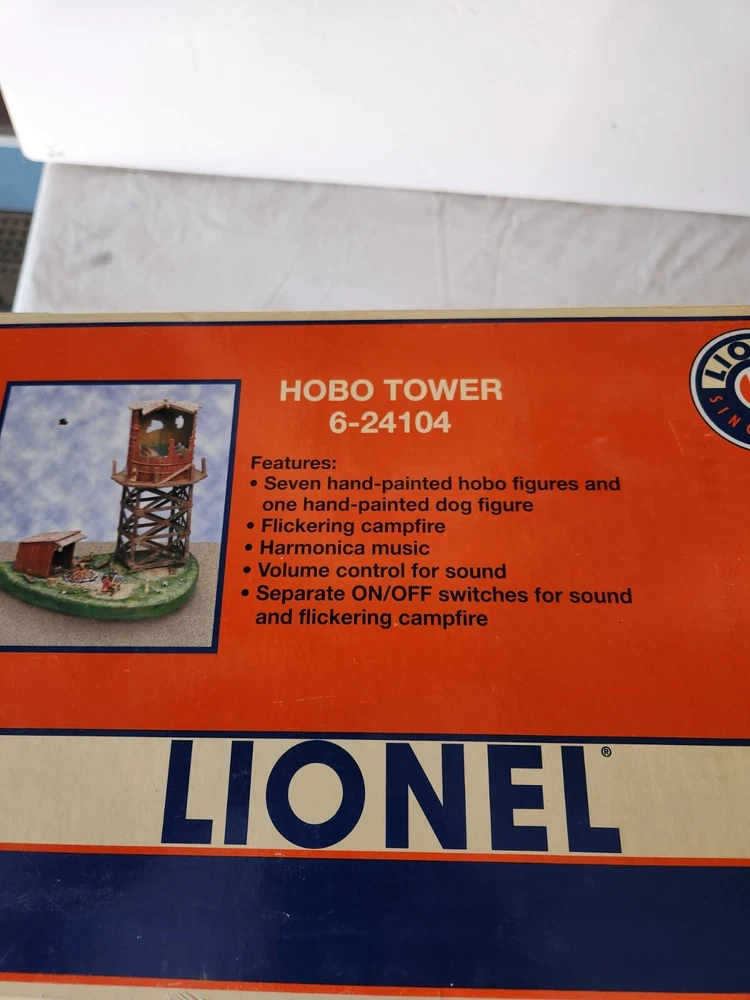 HOBO TOWER
6-24104
Features:
• Seven hand-painted hobo figures and
one hand-painted dog figure
• Flickering campfire
• Harmonica music
• Volume control for sound
• Separate ON/OFF switches for sound
and flickering campfire
LIONEL®